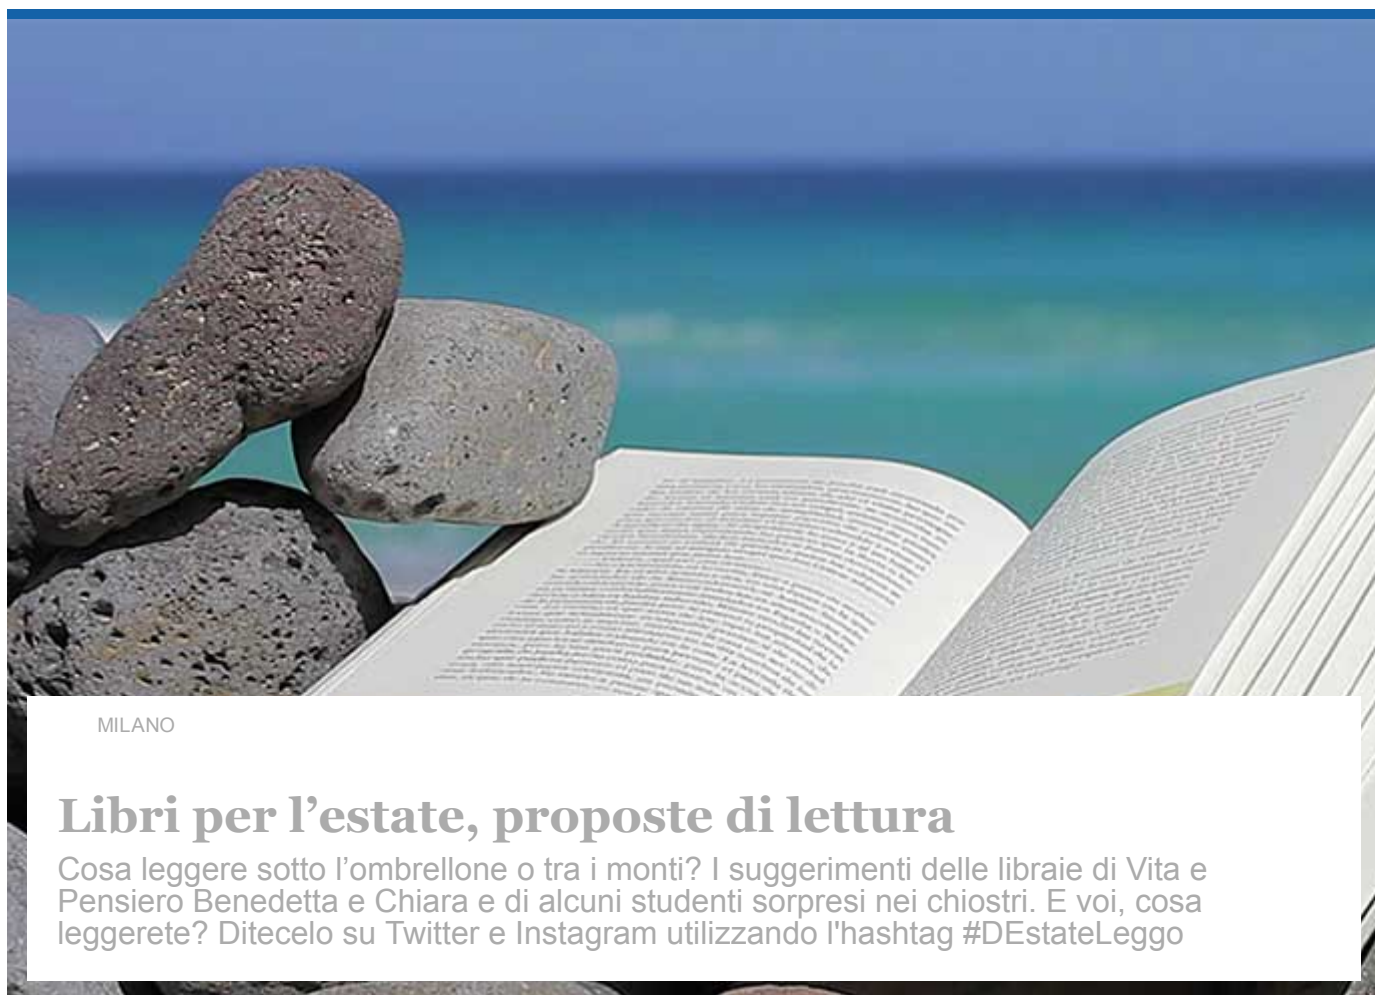 MILANO
Libri per l’estate, proposte di lettura
Cosa leggere sotto l’ombrellone o tra i monti? I suggerimenti delle libraie di Vita e
Pensiero Benedetta e Chiara e di alcuni studenti sorpresi nei chiostri. E voi, cosa
leggerete? Ditecelo su Twitter e Instagram utilizzando l'hashtag #DEstateLeggo